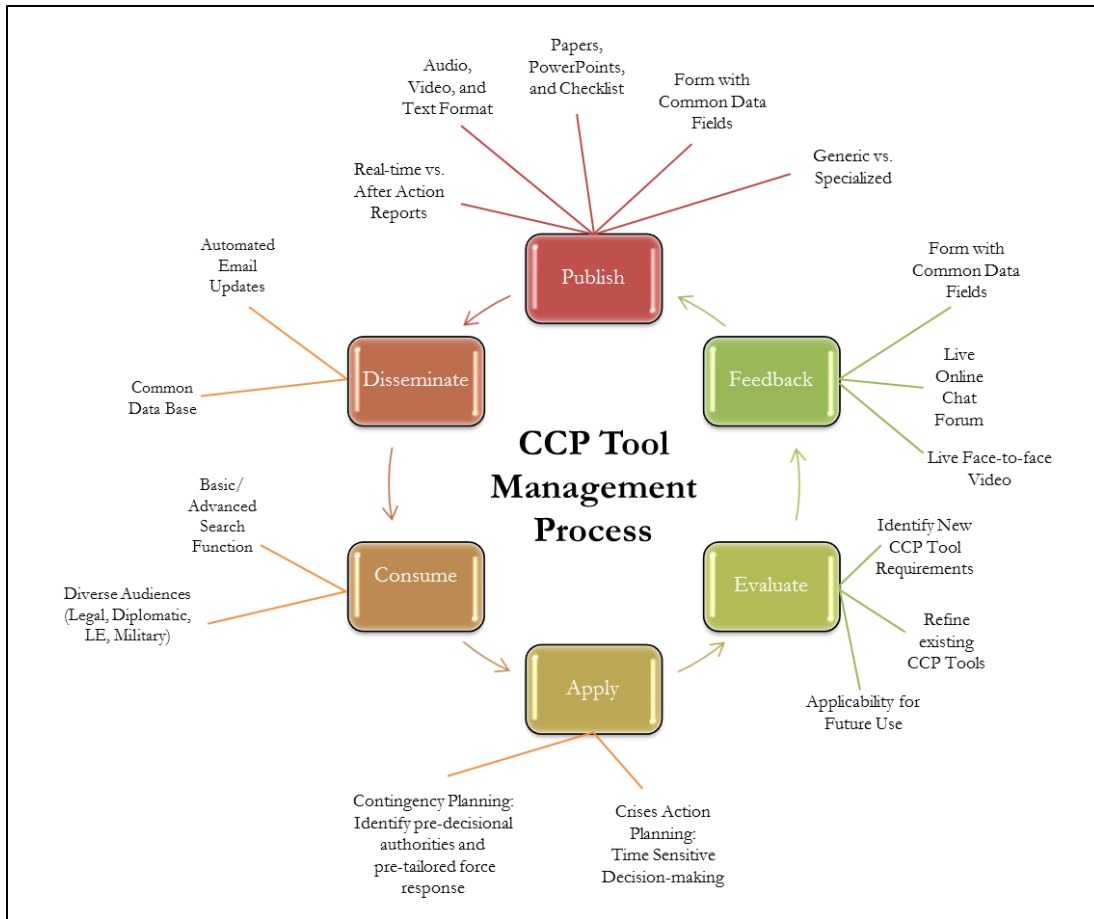 Papers,
PowerPoints,
and Checklist
Audio,
Video, and
Text Format
Form with
Common Data
Fields
Generic vs.
Specialized
Real-time vs.
After Action
Reports
Publish
Automated
Email
Updates
Common
Data Base
Disseminate
Form with
Common Data
Fields
Live
Online
Chat
Forum
Live Face-to-face
Video
Feedback
CCP Tool
Management
Process
Basic/
Advanced
Search
Function
Diverse Audiences
(Legal, Diplomatic,
LE, Military)
Consume
Identify New
CCP Tool
Requirements
Refine
existing
CCP Tools
Applicability for
Future Use
Evaluate
Apply
Contingency Planning:
Identify pre-decisional
authorities and
pre-tailored force
response
Crises Action
Planning:
Time Sensitive
Decision-making